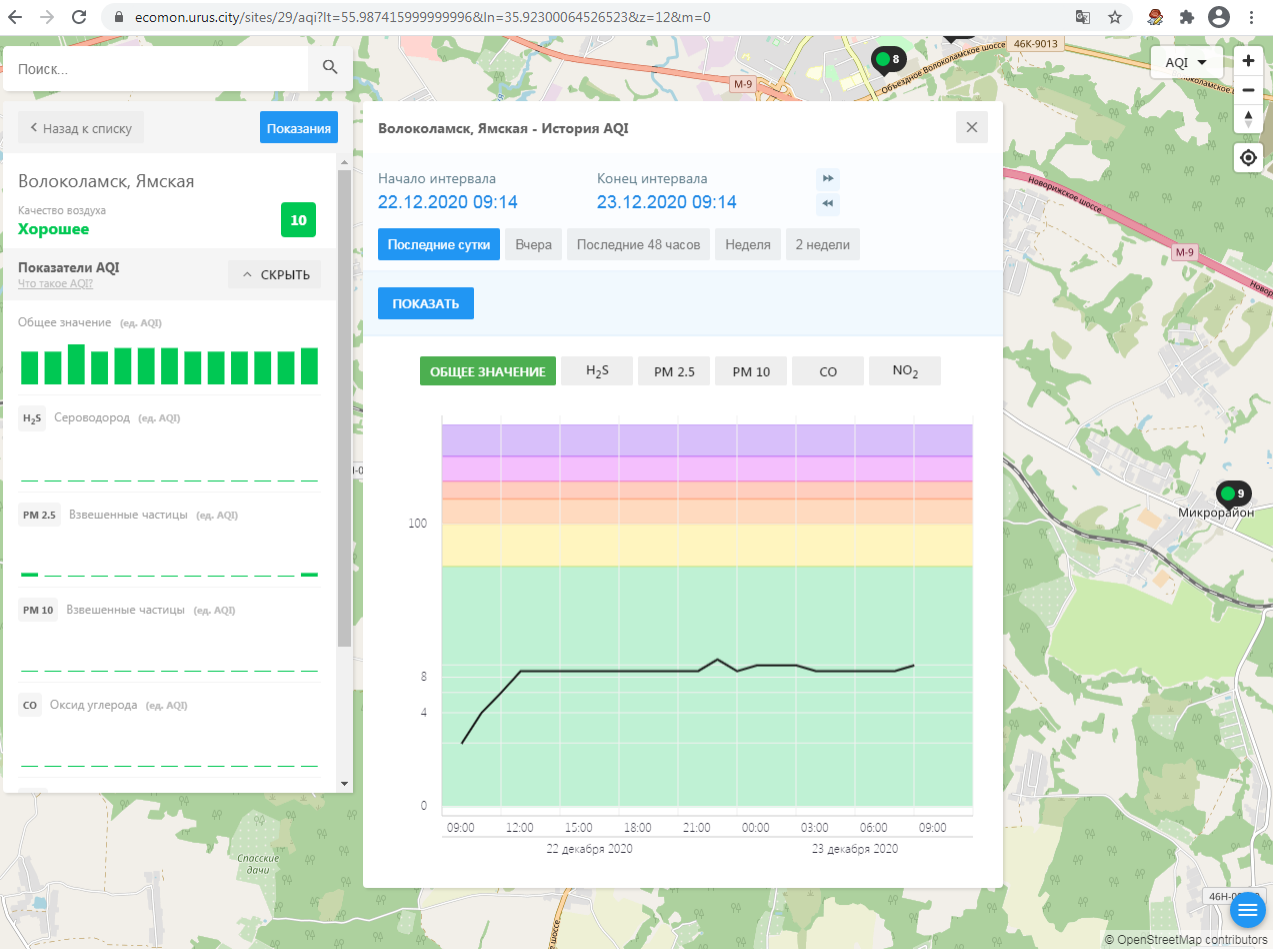 ecomon.urus.city/sites/29/aqi?lt=55.987415999999996&ln=35.92300064526523&z=12&m=0
Поиск...
Назад к списку
Показания
Волоколамск, Ямская
Качество воздуха
Хорошее
10
Показатели AQI
Что такое AQI?
СКРЫТЬ
Общее значение (ед. AQI)
H2S Сероводород (ед. AQI)
PM 2.5 Взвешенные частицы (ед. AQI)
PM 10 Взвешенные частицы (ед. AQI)
CO Оксид углерода (ед. AQI)
Волоколамск, Ямская - История AQI
Начало интервала
22.12.2020 09:14
Конец интервала
23.12.2020 09:14
Последние сутки
Вчера
Последние 48 часов
Неделя
2 недели
ПОКАЗАТЬ
ОБЩЕЕ ЗНАЧЕНИЕ
H2S
PM 2.5
PM 10
CO
NO2
100
8
4
0
09:00 12:00 15:00 18:00 21:00 00:00 03:00 06:00 09:00
22 декабря 2020 23 декабря 2020
М-9
8
Объездное Волоколамское шоссе
46К-9013
AQI
Новорижское шоссе
М-9
9
Микрорайон
Спасские
дачи
© OpenStreetMap contributors